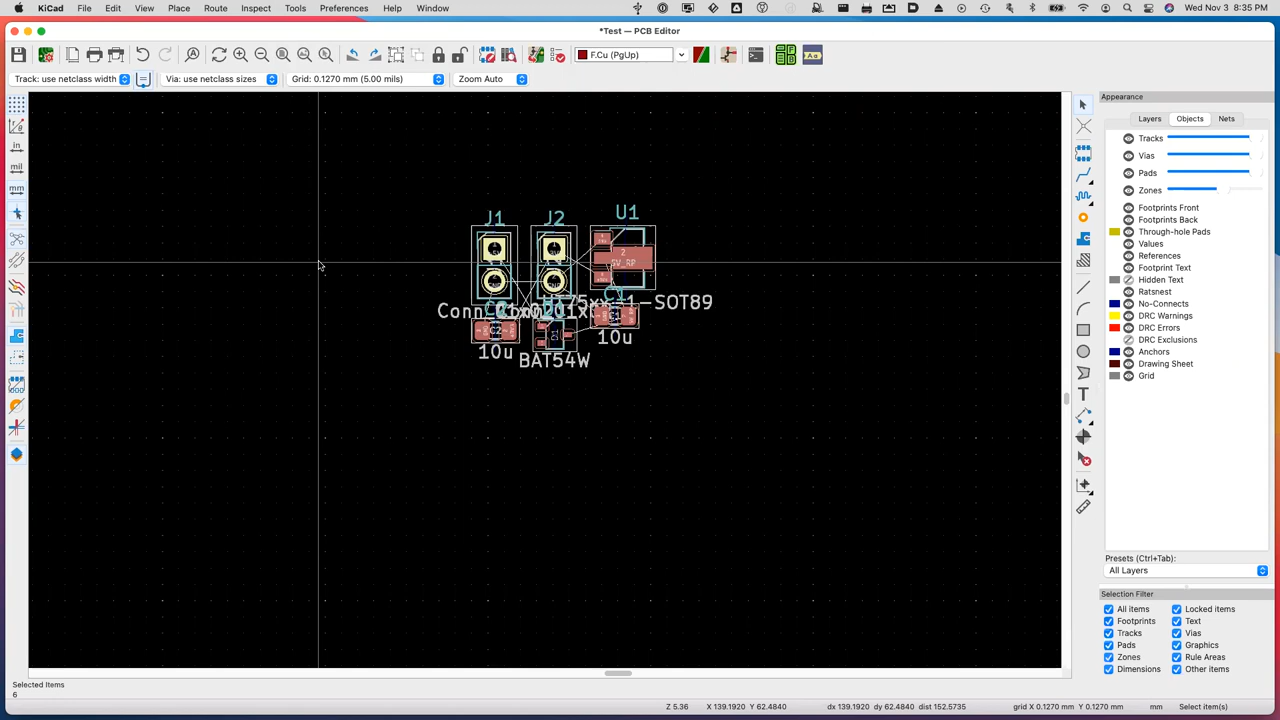 KiCad File Edit View Place Route Inspect Tools Preferences Help Window Wed Nov 3 8:35 PM
*Test — PCB Editor
F.Cu (PgUp)
Track: use netclass width Via: use netclass sizes Grid: 0.1270 mm (5.00 mils) Zoom Auto
Appearance
Layers Objects Nets
Tracks
Vias
Pads
Zones
Footprints Front
Footprints Back
Through-hole Pads
Values
References
Footprint Text
Hidden Text
Ratsnest
No-Connects
DRC Warnings
DRC Errors
DRC Exclusions
Anchors
Drawing Sheet
Grid
Presets (Ctrl+Tab):
All Layers
Selection Filter
All items Locked items
Footprints Text
Tracks Vias
Pads Graphics
Zones Rule Areas
Dimensions Other items
in
mil
mm
J1 J2 U1
2
C2
C1
10u
10u
BAT54W
Selected Items
6
Z 5.36 X 139.1920 Y 62.4840 dx 139.1920 dy 62.4840 dist 152.5735 grid X 0.1270 Y 0.1270 mm Select item(s)